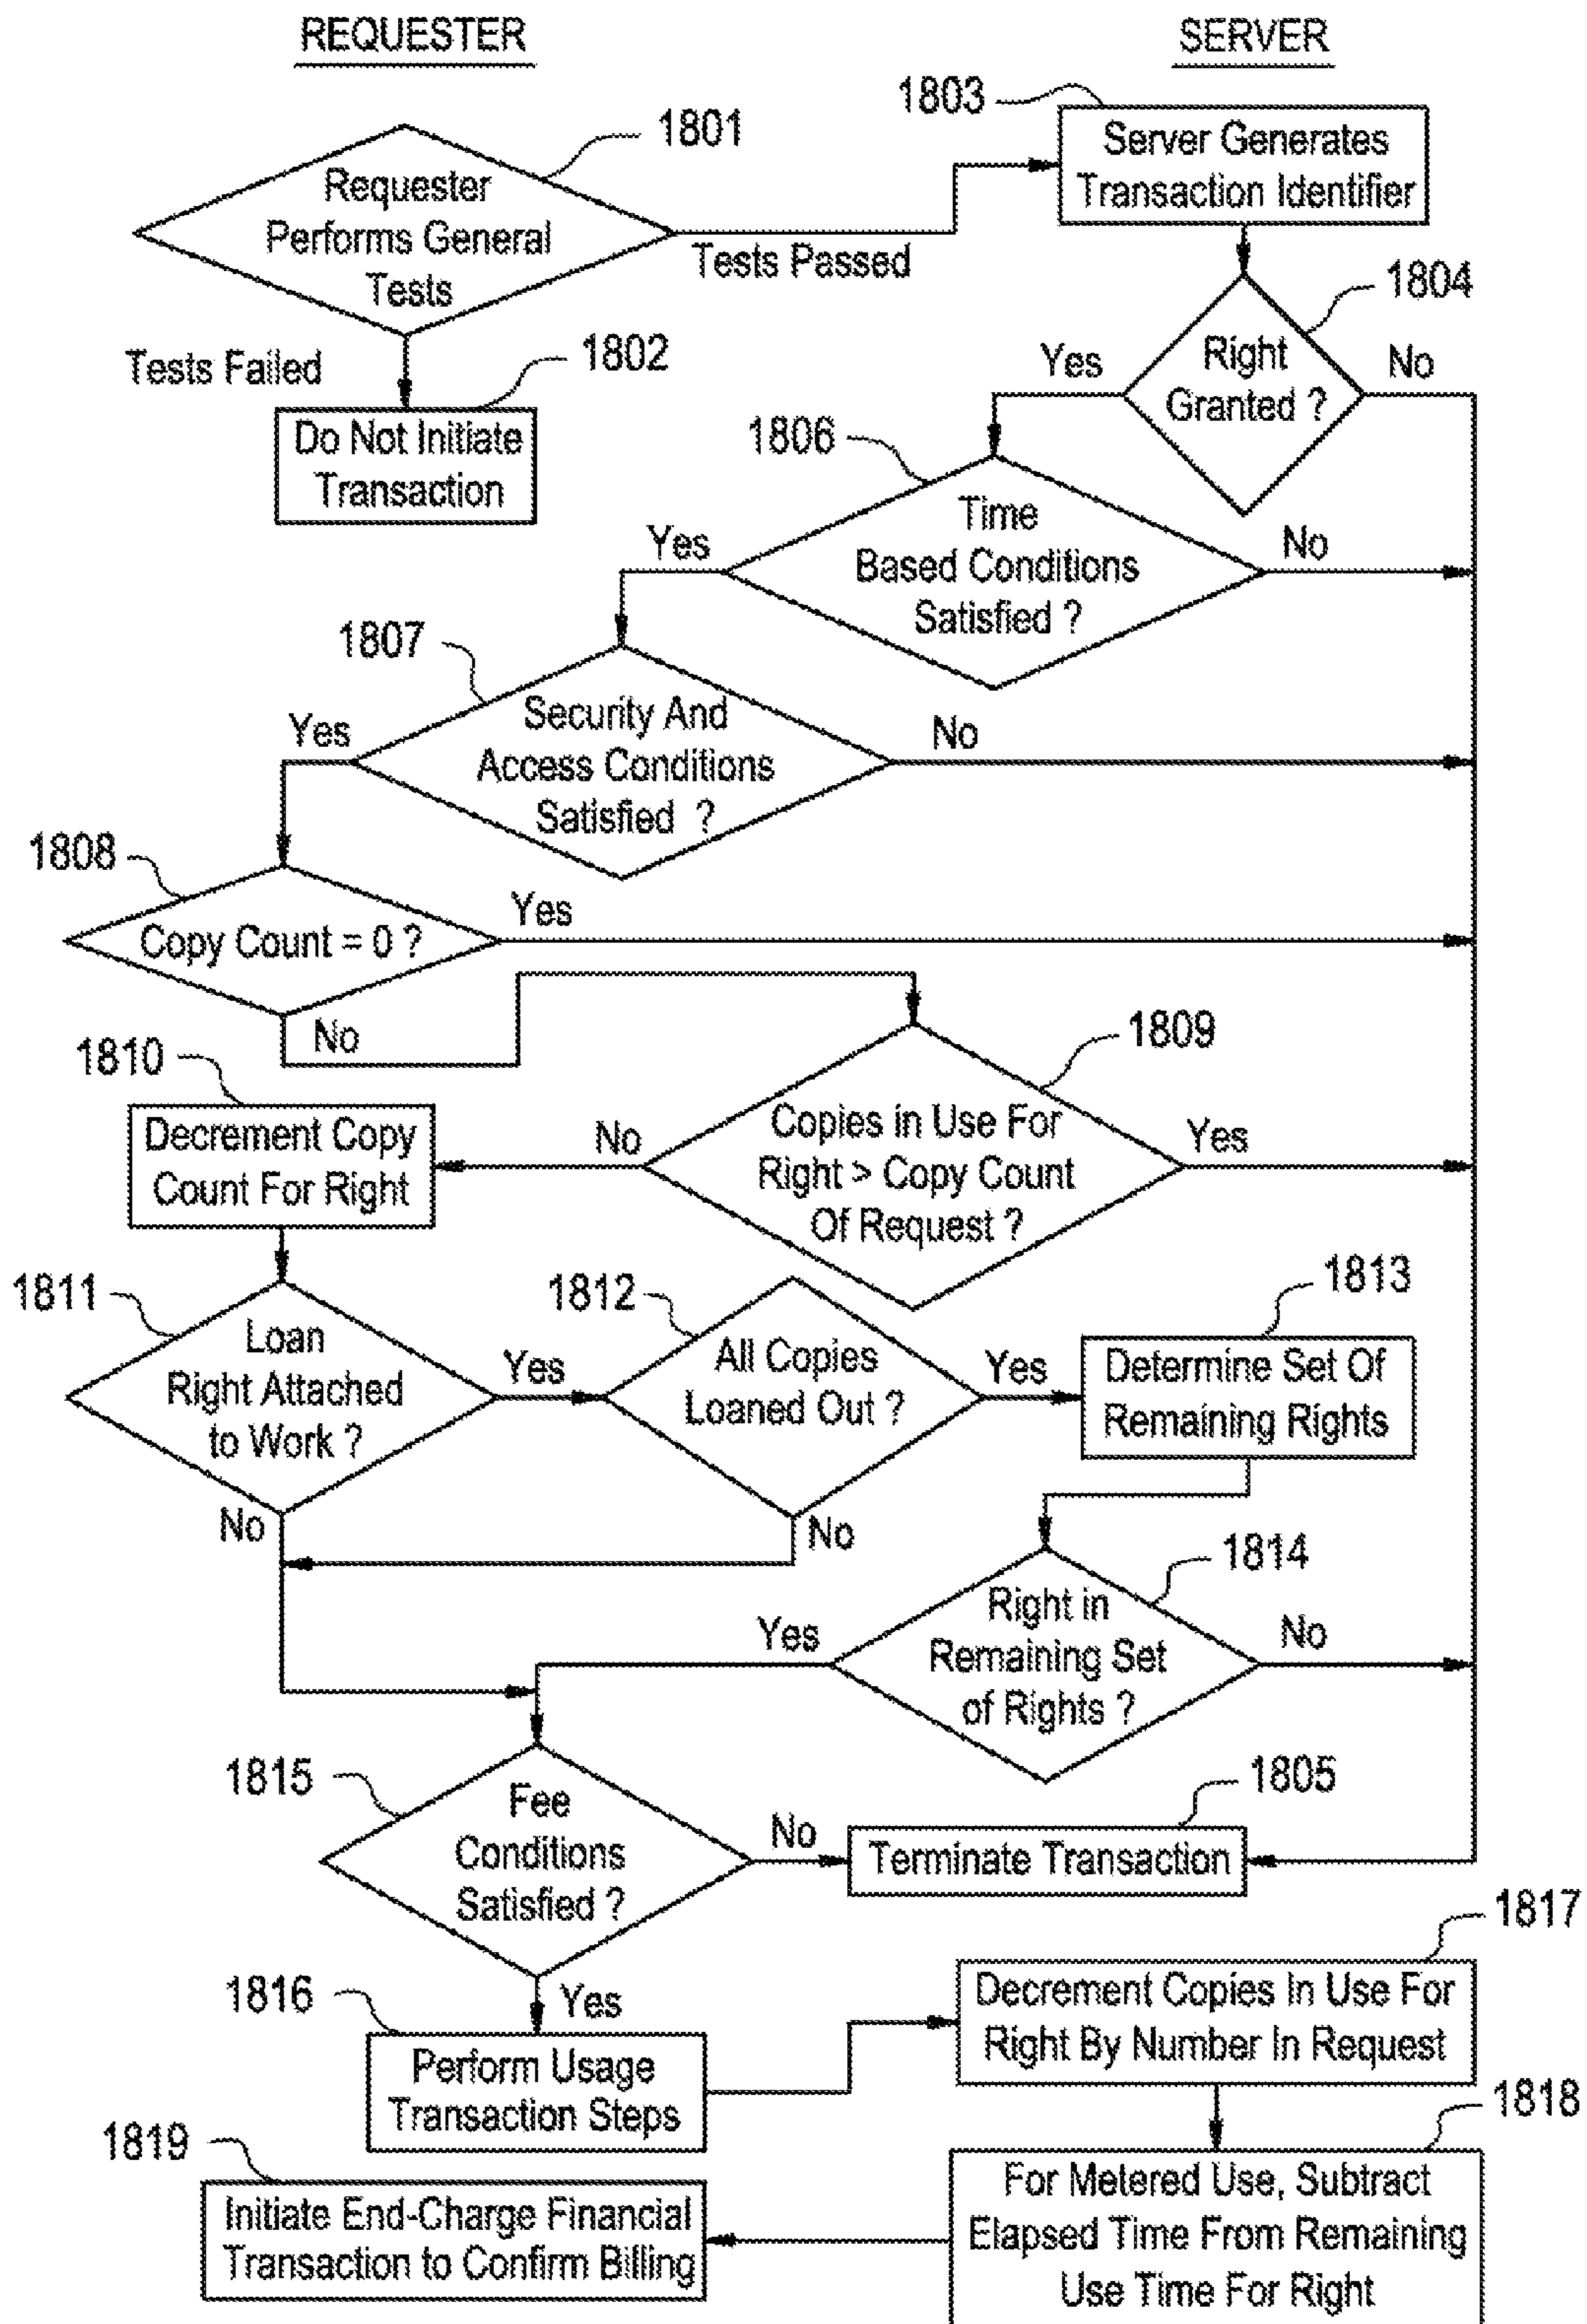 REQUESTER
SERVER
1801
1803
Requester
Performs General
Tests
Tests Passed
Server Generates
Transaction Identifier
Tests Failed
1802
Do Not Initiate
Transaction
1804
Yes
Right
Granted ?
No
1806
Yes
Time
Based Conditions
Satisfied ?
No
1807
Yes
Security And
Access Conditions
Satisfied ?
No
1808
Copy Count = 0 ?
Yes
No
1809
1810
Decrement Copy
Count For Right
No
Copies in Use For
Right > Copy Count
Of Request ?
Yes
1811
Loan
Right Attached
to Work ?
Yes
No
1812
All Copies
Loaned Out ?
Yes
No
1813
Determine Set Of
Remaining Rights
1814
Yes
Right in
Remaining Set
of Rights ?
No
1815
Fee
Conditions
Satisfied ?
No
1805
Terminate Transaction
Yes
1816
Perform Usage
Transaction Steps
1817
Decrement Copies In Use For
Right By Number In Request
1818
For Metered Use, Subtract
Elapsed Time From Remaining
Use Time For Right
1819
Initiate End-Charge Financial
Transaction to Confirm Billing